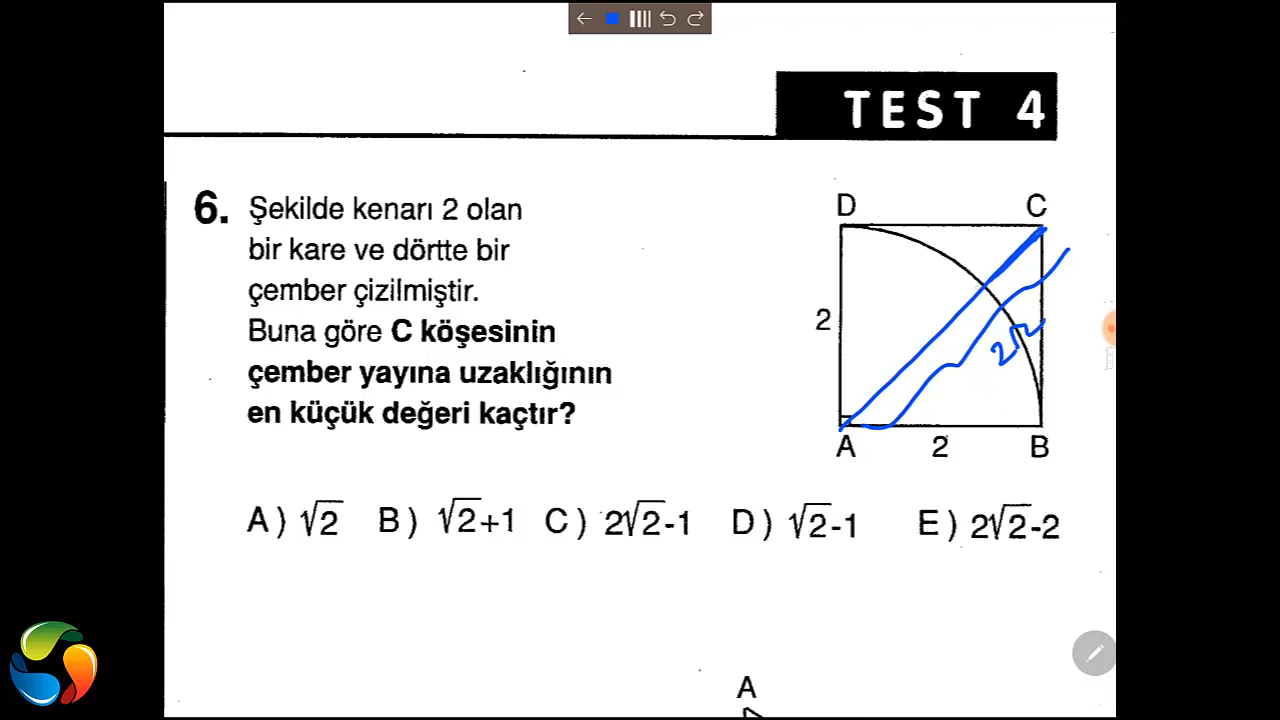 TEST 4
6. Şekilde kenarı 2 olan
bir kare ve dörtte bir
çember çizilmiştir.
Buna göre C köşesinin
çember yayına uzaklığının
en küçük değeri kaçtır?
D C
2
2√2
A 2 B
A) √2 B) √2+1 C) 2√2-1 D) √2-1 E) 2√2-2
A